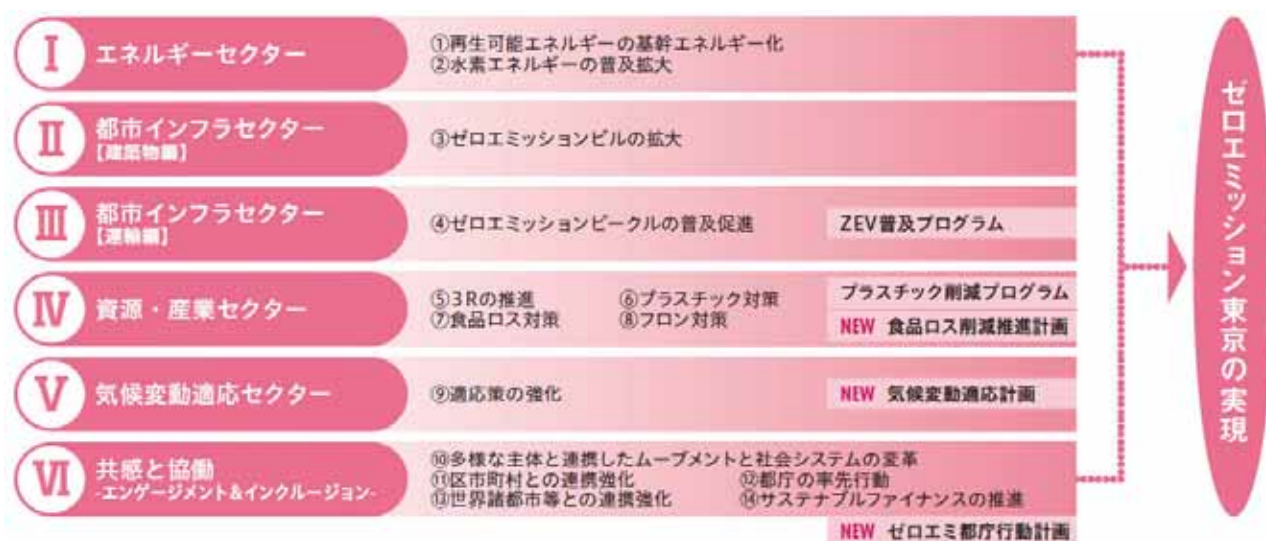 Ⅰ エネルギーセクター
①再生可能エネルギーの基幹エネルギー化
②水素エネルギーの普及拡大
Ⅱ 都市インフラセクター
【建築物編】
③ゼロエミッションビルの拡大
Ⅲ 都市インフラセクター
【運輸編】
④ゼロエミッションビークルの普及促進
ZEV普及プログラム
Ⅳ 資源・産業セクター
⑤3Rの推進 ⑥プラスチック対策
⑦食品ロス対策 ⑧フロン対策
プラスチック削減プログラム
NEW 食品ロス削減推進計画
Ⅴ 気候変動適応セクター
⑨適応策の強化
NEW 気候変動適応計画
Ⅵ 共感と協働
-エンゲージメント&インクルージョン-
⑩多様な主体と連携したムーブメントと社会システムの変革
⑪区市町村との連携強化 ⑫都庁の率先行動
⑬世界諸都市等との連携強化 ⑭サステナブルファイナンスの推進
NEW ゼロエミ都庁行動計画
ゼロエミッション東京の実現